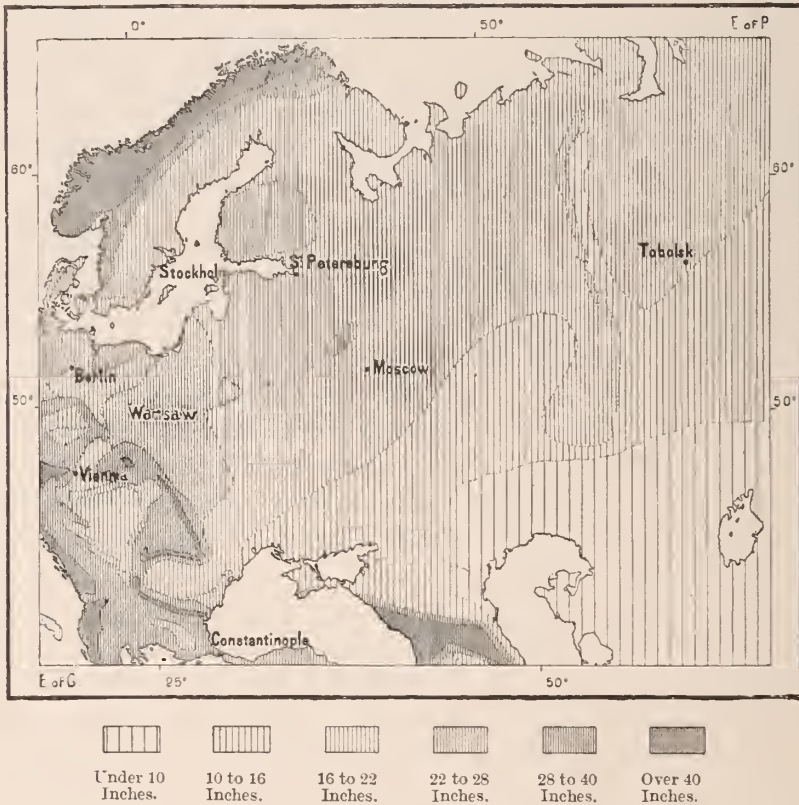 0° 50° E of P
60° 60°
Stockhol St Petersburg Tobolsk
Berlin Moscow
50° 50°
Warsaw
Vienna
Constantinople
E of G 25° 50°
Under 10 10 to 16 16 to 22 22 to 28 28 to 40 Over 40
Inches. Inches. Inches. Inches. Inches. Inches.